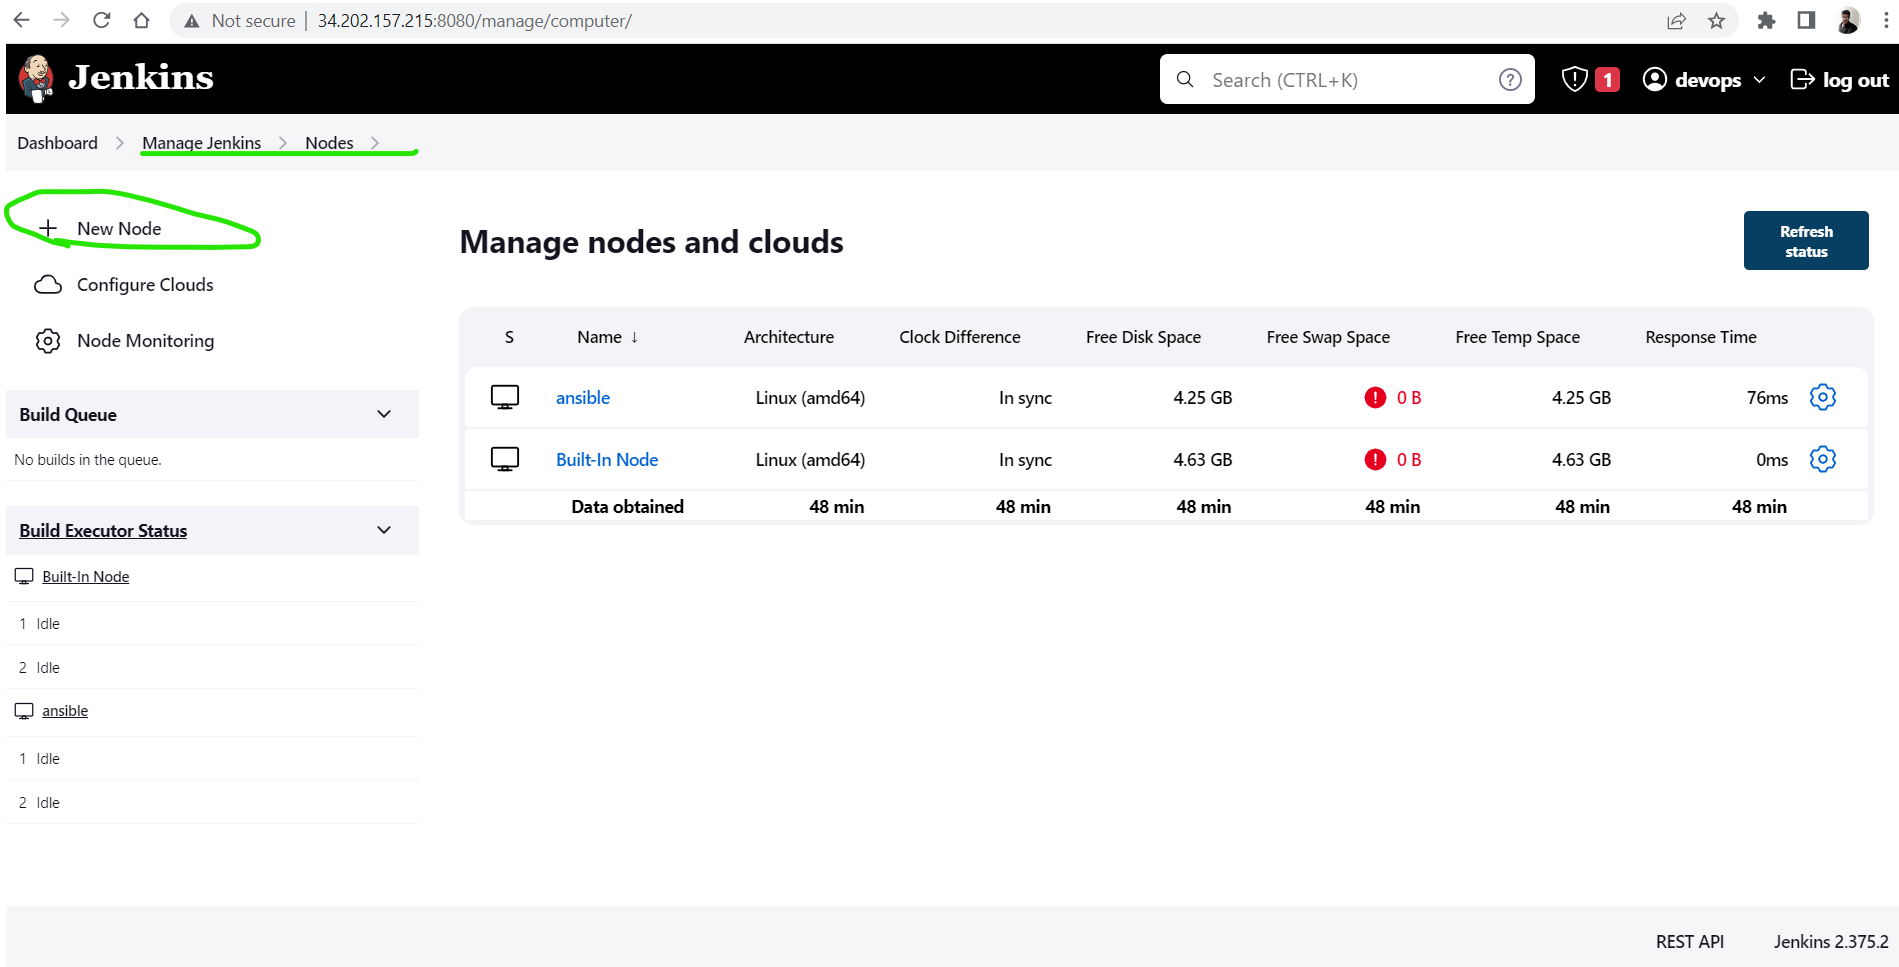 Not secure | 34.202.157.215:8080/manage/computer/
Jenkins
Search (CTRL+K)
?
! 1
devops
log out
Dashboard
Manage Jenkins
Nodes
New Node
Configure Clouds
Node Monitoring
Build Queue
No builds in the queue.
Build Executor Status
Built-In Node
1 Idle
2 Idle
ansible
1 Idle
2 Idle
Manage nodes and clouds
Refresh
status
S Name ↓ Architecture Clock Difference Free Disk Space Free Swap Space Free Temp Space Response Time
ansible Linux (amd64) In sync 4.25 GB ! 0 B 4.25 GB 76ms
Built-In Node Linux (amd64) In sync 4.63 GB ! 0 B 4.63 GB 0ms
Data obtained 48 min 48 min 48 min 48 min 48 min 48 min
REST API
Jenkins 2.375.2